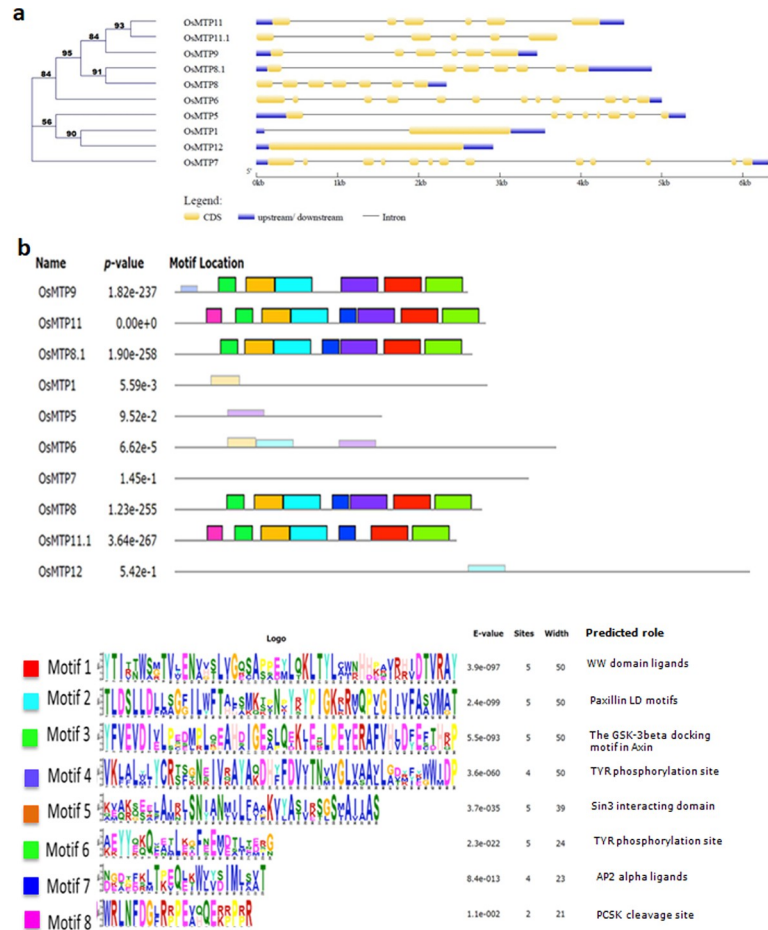 a
93
84
95
91
84
56
90
OsMTP11
OsMTP11.1
OsMTP9
OsMTP8.1
OsMTP8
OsMTP6
OsMTP5
OsMTP1
OsMTP12
OsMTP7
5'
0kb 1kb 2kb 3kb 4kb 5kb 6kb
Legend:
CDS upstream/ downstream Intron
b
Name p-value Motif Location
OsMTP9 1.82e-237
OsMTP11 0.00e+0
OsMTP8.1 1.90e-258
OsMTP1 5.59e-3
OsMTP5 9.52e-2
OsMTP6 6.62e-5
OsMTP7 1.45e-1
OsMTP8 1.23e-255
OsMTP11.1 3.64e-267
OsMTP12 5.42e-1
Logo E-value Sites Width Predicted role
Motif 1 3.9e-097 5 50 WW domain ligands
Motif 2 2.4e-099 5 50 Paxillin LD motifs
Motif 3 5.5e-093 5 50 The GSK-3beta docking
motif in Axin
Motif 4 3.6e-060 4 50 TYR phosphorylation site
Motif 5 3.7e-035 5 39 Sin3 interacting domain
Motif 6 2.3e-022 5 24 TYR phosphorylation site
Motif 7 8.4e-013 4 23 AP2 alpha ligands
Motif 8 1.1e-002 2 21 PCSK cleavage site